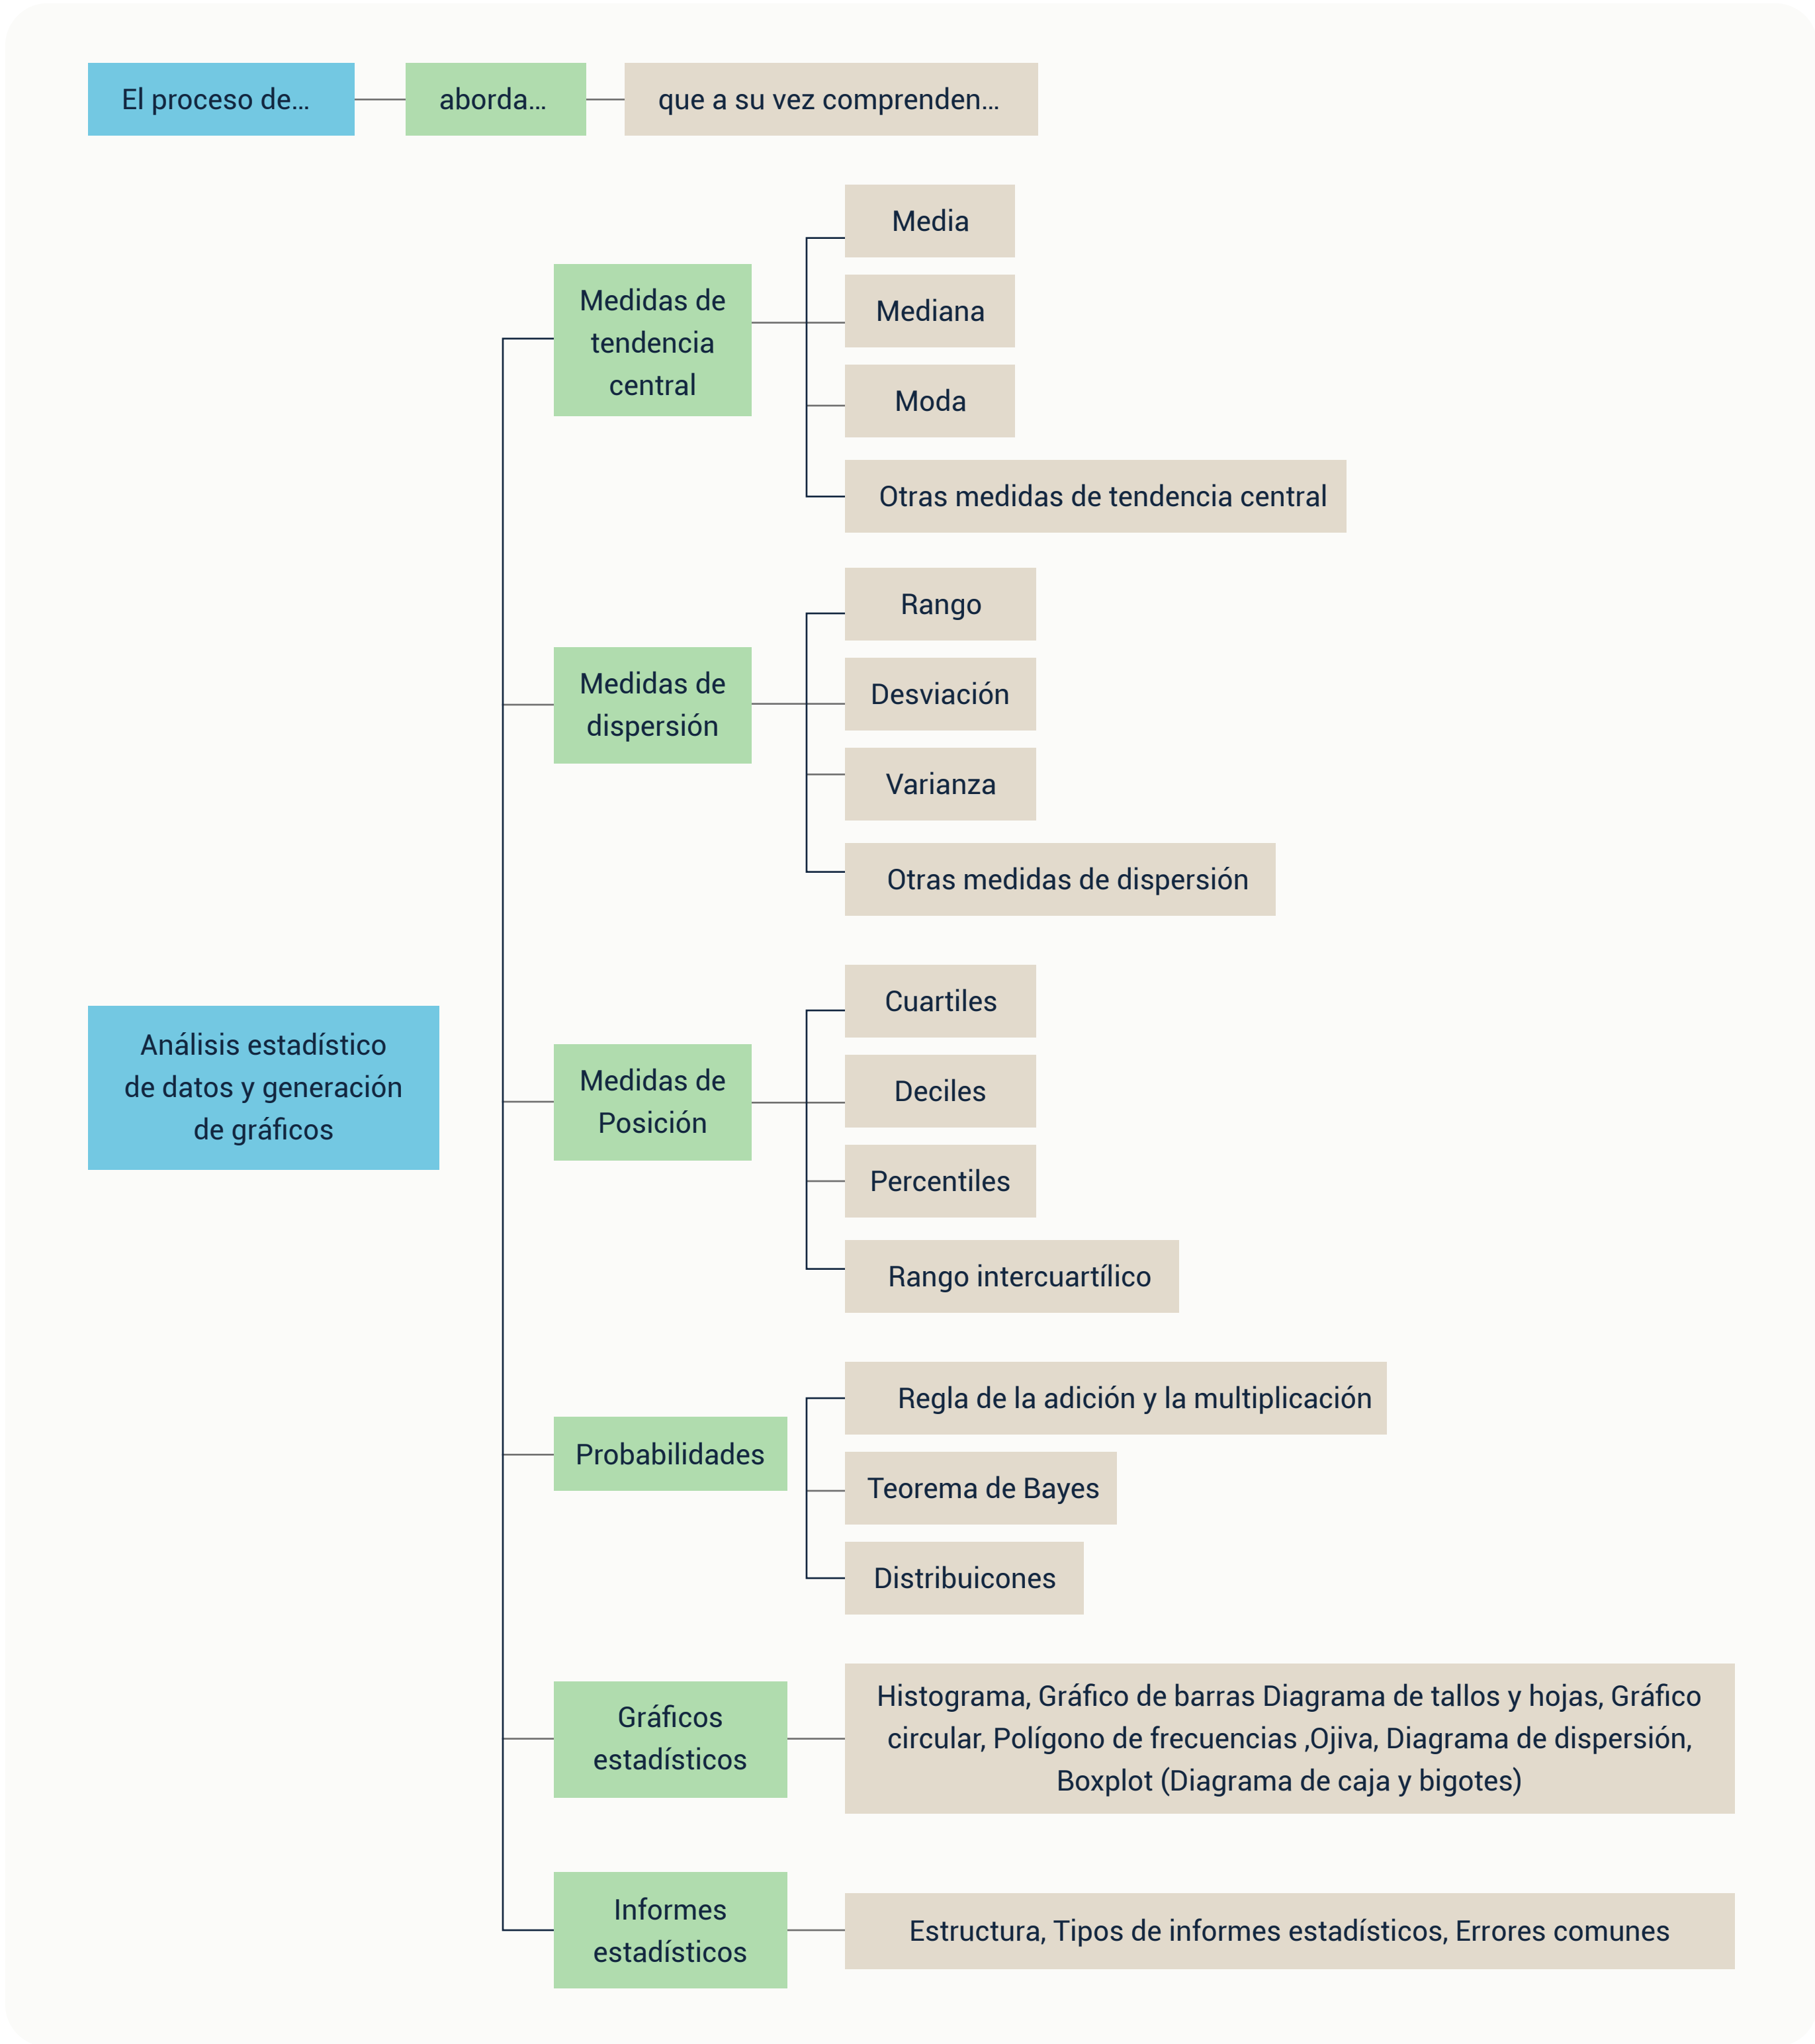 El proceso de...
aborda...
que a su vez comprenden...
Media
Medidas de
tendencia
central
Mediana
Moda
Otras medidas de tendencia central
Rango
Medidas de
dispersión
Desviación
Varianza
Otras medidas de dispersión
Análisis estadístico
de datos y generación
de gráficos
Cuartiles
Medidas de
Posición
Deciles
Percentiles
Rango intercuartílico
Regla de la adición y la multiplicación
Probabilidades
Teorema de Bayes
Distribuicones
Gráficos
estadísticos
Histograma, Gráfico de barras Diagrama de tallos y hojas, Gráfico
circular, Polígono de frecuencias ,Ojiva, Diagrama de dispersión,
Boxplot (Diagrama de caja y bigotes)
Informes
estadísticos
Estructura, Tipos de informes estadísticos, Errores comunes